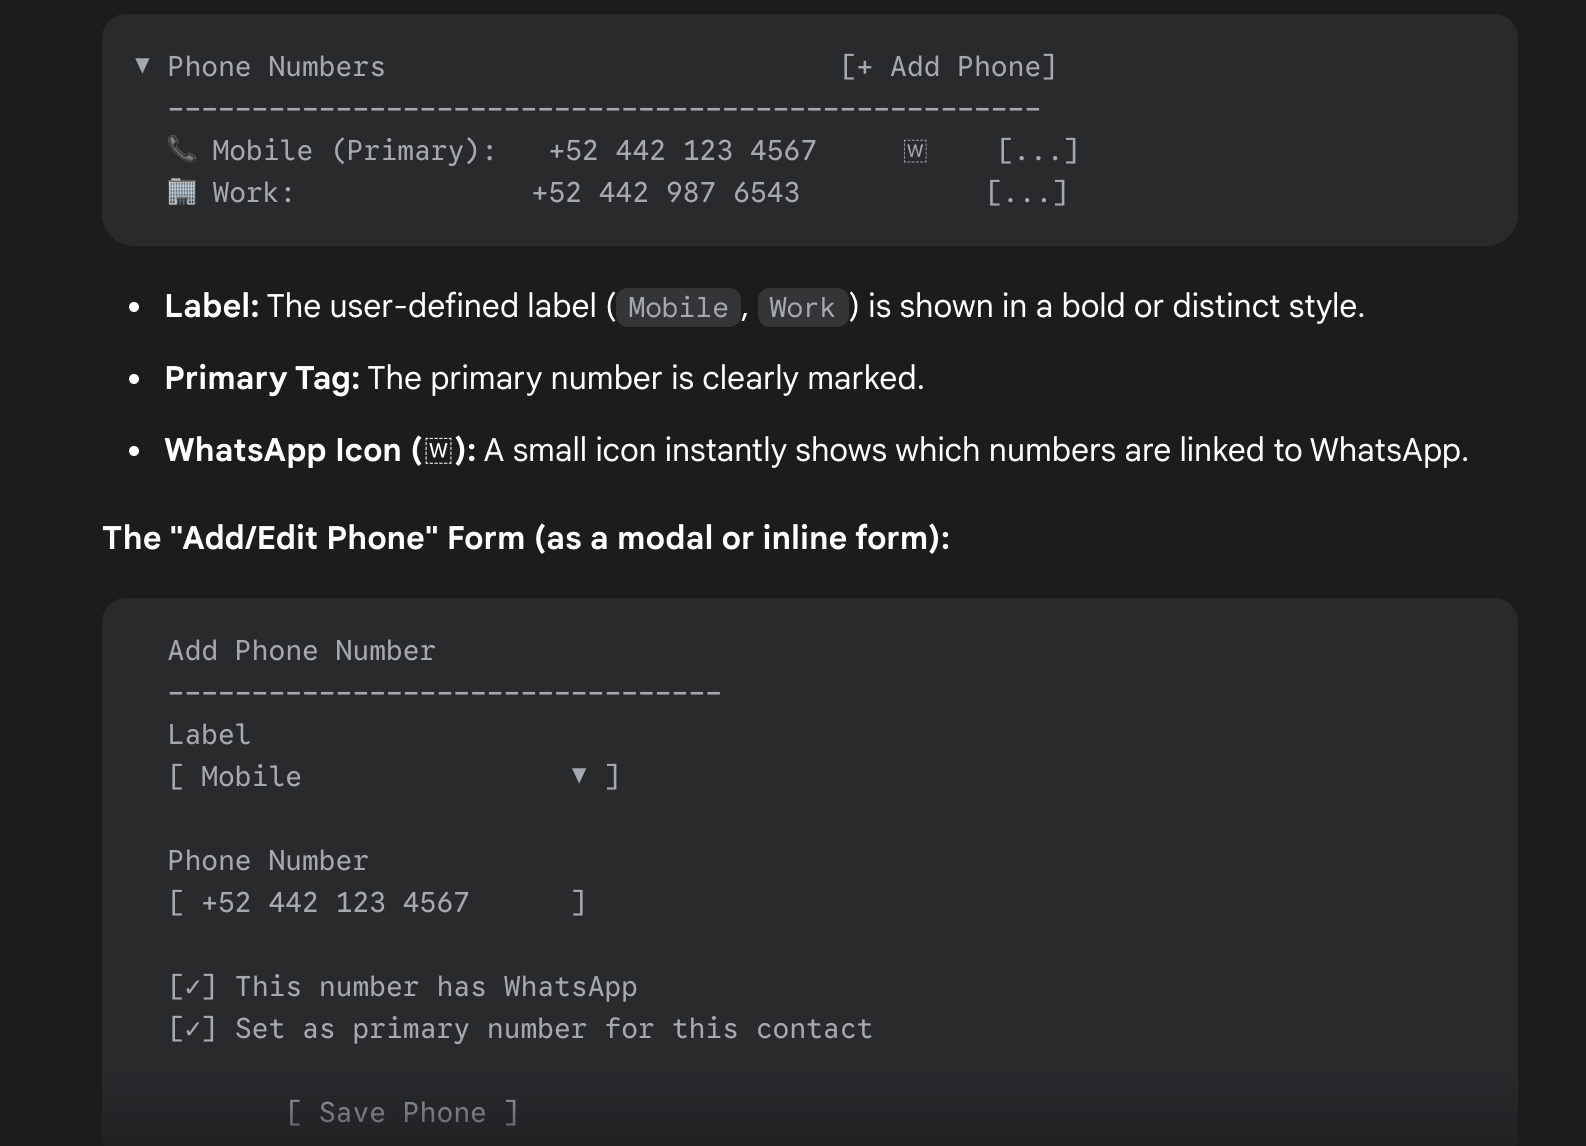 ▼ Phone Numbers [+ Add Phone]
----------------------------------------------------
📞 Mobile (Primary): +52 442 123 4567 🅆 [...]
🏢 Work: +52 442 987 6543 [...]
• Label: The user-defined label (Mobile, Work) is shown in a bold or distinct style.
• Primary Tag: The primary number is clearly marked.
• WhatsApp Icon (🅆): A small icon instantly shows which numbers are linked to WhatsApp.
The "Add/Edit Phone" Form (as a modal or inline form):
Add Phone Number
---------------------------------
Label
[ Mobile ▼ ]
Phone Number
[ +52 442 123 4567 ]
[✓] This number has WhatsApp
[✓] Set as primary number for this contact
[ Save Phone ]